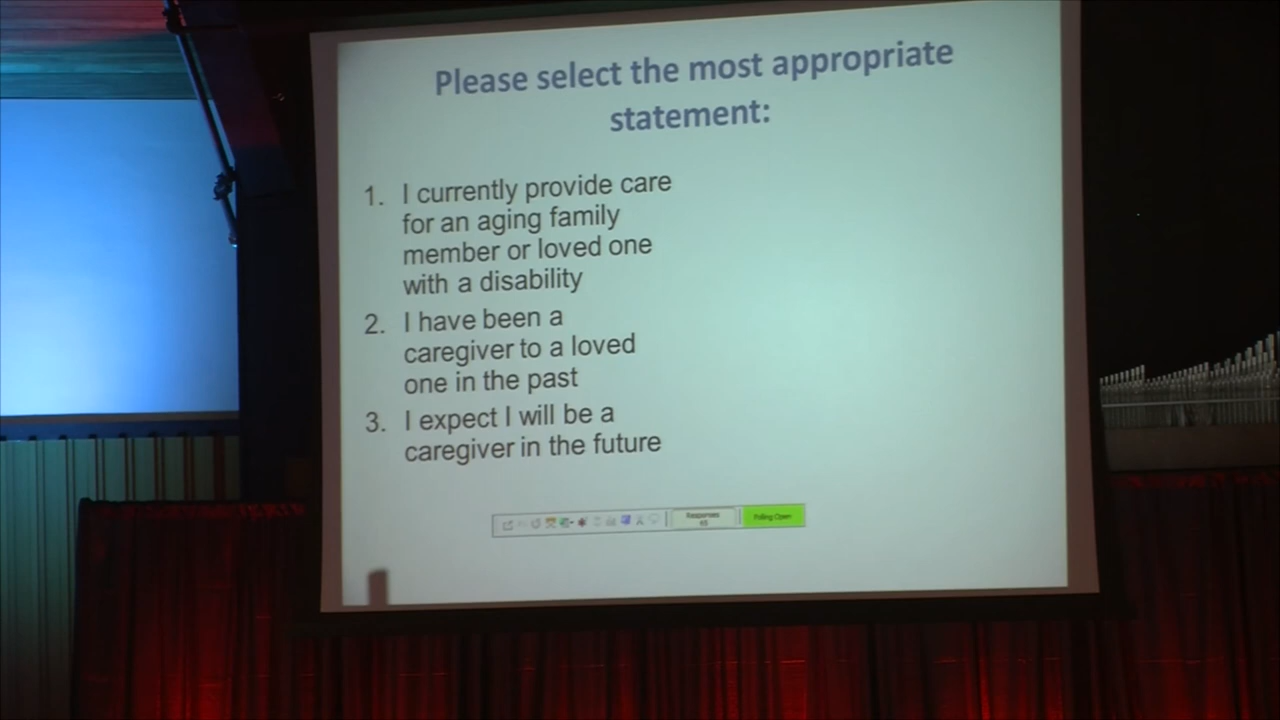 Please select the most appropriate
statement:
1. I currently provide care
for an aging family
member or loved one
with a disability
2. I have been a
caregiver to a loved
one in the past
3. I expect I will be a
caregiver in the future
Responses
Polling Open